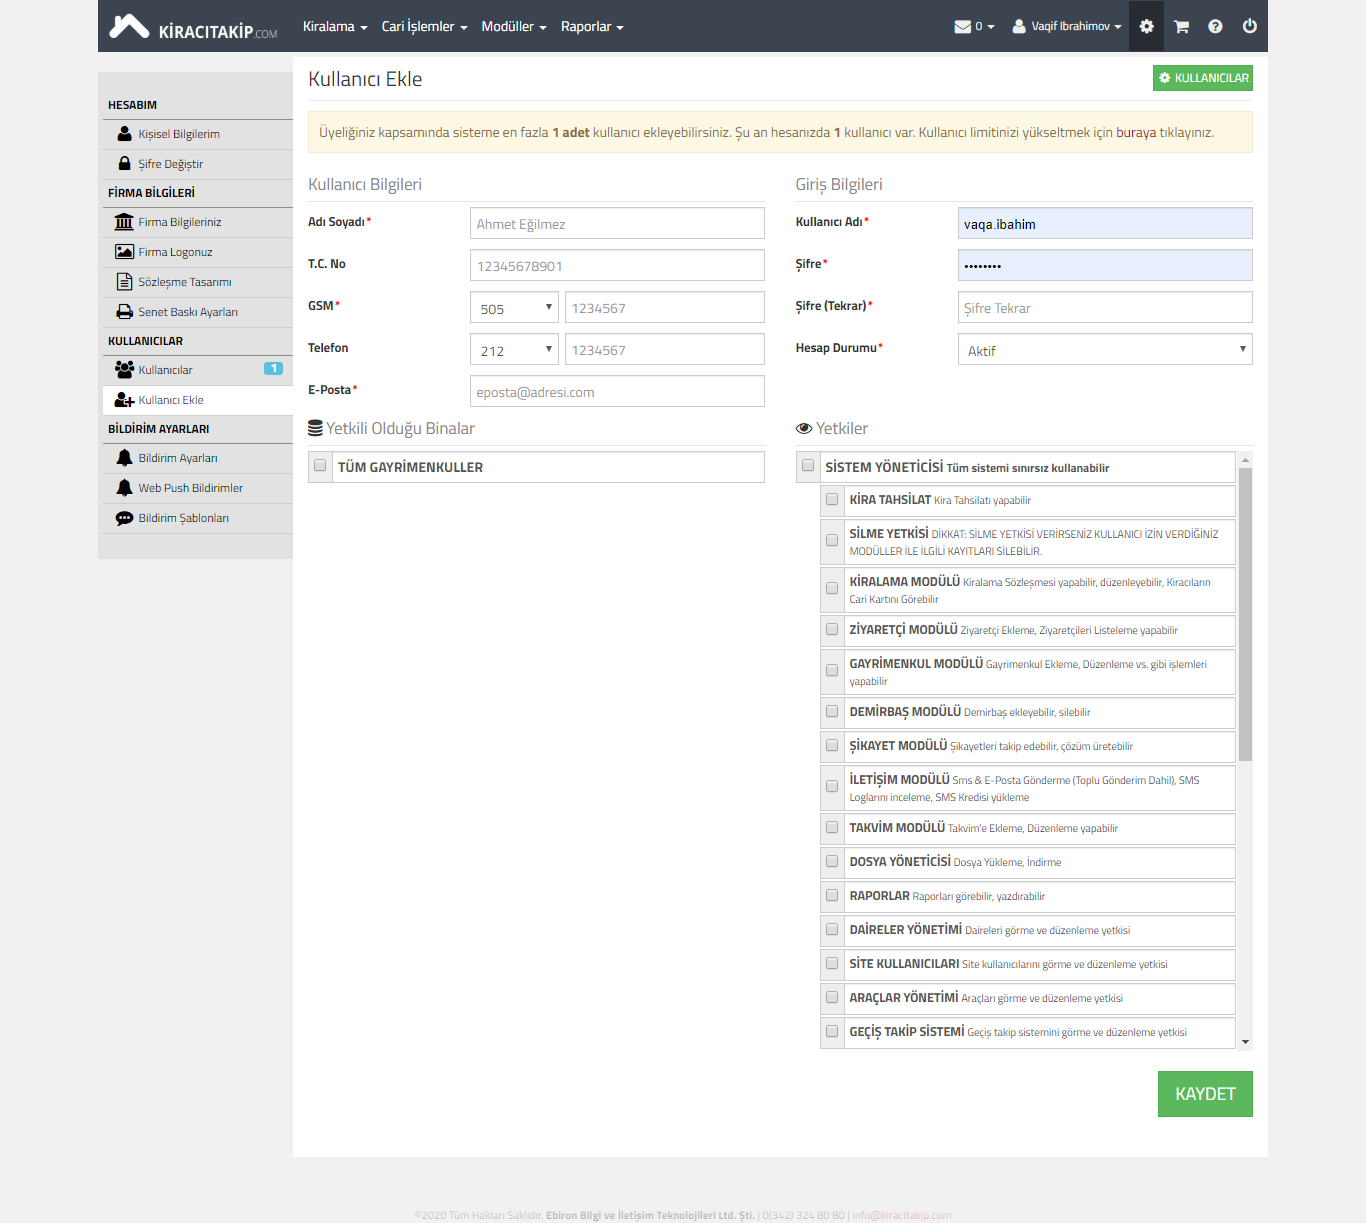 KİRACITAKİP.COM
Kiralama
Cari İşlemler
Modüller
Raporlar
0
Vaqif Ibrahimov
HESABIM
Kişisel Bilgilerim
Şifre Değiştir
FİRMA BİLGİLERİ
Firma Bilgileriniz
Firma Logonuz
Sözleşme Tasarımı
Senet Baskı Ayarları
KULLANICILAR
Kullanıcılar
1
Kullanıcı Ekle
BİLDİRİM AYARLARI
Bildirim Ayarları
Web Push Bildirimler
Bildirim Şablonları
Kullanıcı Ekle
KULLANICILAR
Üyeliğiniz kapsamında sisteme en fazla 1 adet kullanıcı ekleyebilirsiniz. Şu an hesanızda 1 kullanıcı var. Kullanıcı limitinizi yükseltmek için buraya tıklayınız.
Kullanıcı Bilgileri
Adı Soyadı*
Ahmet Eğilmez
T.C. No
12345678901
GSM*
505
1234567
Telefon
212
1234567
E-Posta*
eposta@adresi.com
Giriş Bilgileri
Kullanıcı Adı*
vaqa.ibahim
Şifre*
••••••••
Şifre (Tekrar)*
Şifre Tekrar
Hesap Durumu*
Aktif
Yetkili Olduğu Binalar
TÜM GAYRİMENKULLER
Yetkiler
SİSTEM YÖNETİCİSİ Tüm sistemi sınırsız kullanabilir
KİRA TAHSİLAT Kira Tahsilatı yapabilir
SİLME YETKİSİ DİKKAT: SİLME YETKİSİ VERİRSENİZ KULLANICI İZİN VERDİĞİNİZ
MODÜLLER İLE İLGİLİ KAYITLARI SİLEBİLİR.
KİRALAMA MODÜLÜ Kiralama Sözleşmesi yapabilir, düzenleyebilir, Kiracıların
Cari Kartını Görebilir
ZİYARETÇİ MODÜLÜ Ziyaretçi Ekleme, Ziyaretçileri Listeleme yapabilir
GAYRİMENKUL MODÜLÜ Gayrimenkul Ekleme, Düzenleme vs. gibi işlemleri
yapabilir
DEMİRBAŞ MODÜLÜ Demirbaş ekleyebilir, silebilir
ŞİKAYET MODÜLÜ Şikayetleri takip edebilir, çözüm üretebilir
İLETİŞİM MODÜLÜ Sms & E-Posta Gönderme (Toplu Gönderim Dahil), SMS
Loglarını inceleme, SMS Kredisi yükleme
TAKVİM MODÜLÜ Takvim'e Ekleme, Düzenleme yapabilir
DOSYA YÖNETİCİSİ Dosya Yükleme, İndirme
RAPORLAR Raporları görebilir, yazdırabilir
DAİRELER YÖNETİMİ Daireleri görme ve düzenleme yetkisi
SİTE KULLANICILARI Site kullanıcılarını görme ve düzenleme yetkisi
ARAÇLAR YÖNETİMİ Araçları görme ve düzenleme yetkisi
GEÇİŞ TAKİP SİSTEMİ Geçiş takip sistemini görme ve düzenleme yetkisi
KAYDET
©2020 Tüm Hakları Saklıdır. Ebiron Bilgi ve İletişim Teknolojileri Ltd. Şti. | 0(342) 324 80 80 | info@kiracitakip.com